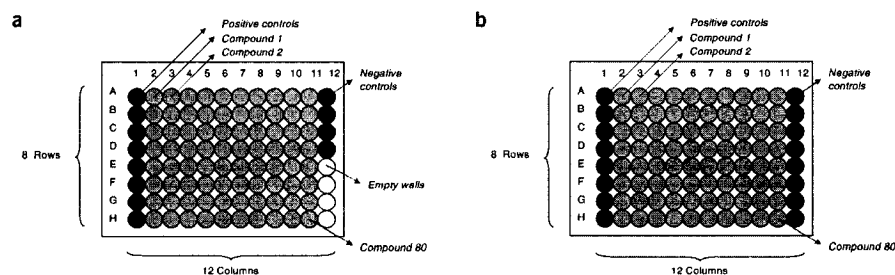 a
Positive controls
Compound 1
Compound 2
1 2 3 4 5 6 7 8 9 10 11 12
Negative
controls
A
B
C
D
E
F
G
H
8 Rows
Empty walls
Compound 80
12 Columns
b
Positive controls
Compound 1
Compound 2
1 2 3 4 5 6 7 8 9 10 11 12
Negative
controls
A
B
C
D
E
F
G
H
8 Rows
Compound 80
12 Columns